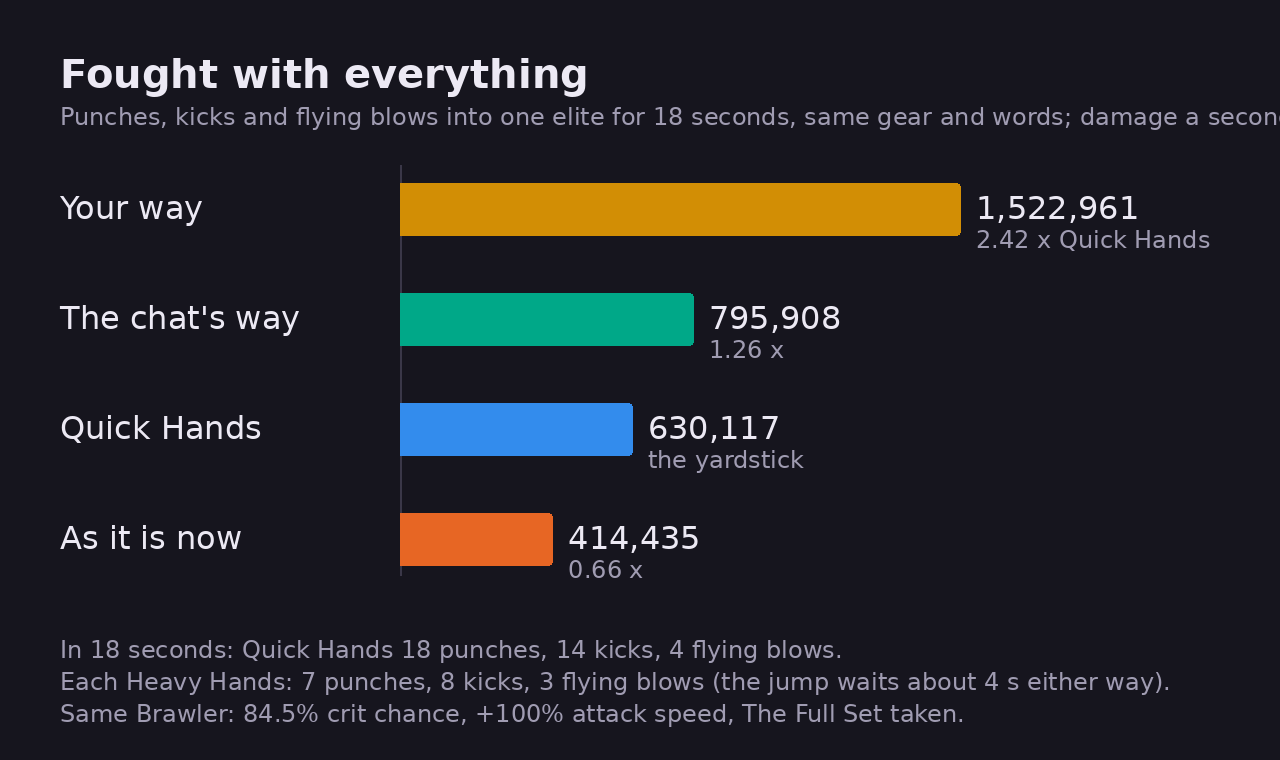 Fought with everything
Punches, kicks and flying blows into one elite for 18 seconds, same gear and words; damage a secon
Your way
1,522,961
2.42 x Quick Hands
The chat's way
795,908
1.26 x
Quick Hands
630,117
the yardstick
As it is now
414,435
0.66 x
In 18 seconds: Quick Hands 18 punches, 14 kicks, 4 flying blows.
Each Heavy Hands: 7 punches, 8 kicks, 3 flying blows (the jump waits about 4 s either way).
Same Brawler: 84.5% crit chance, +100% attack speed, The Full Set taken.